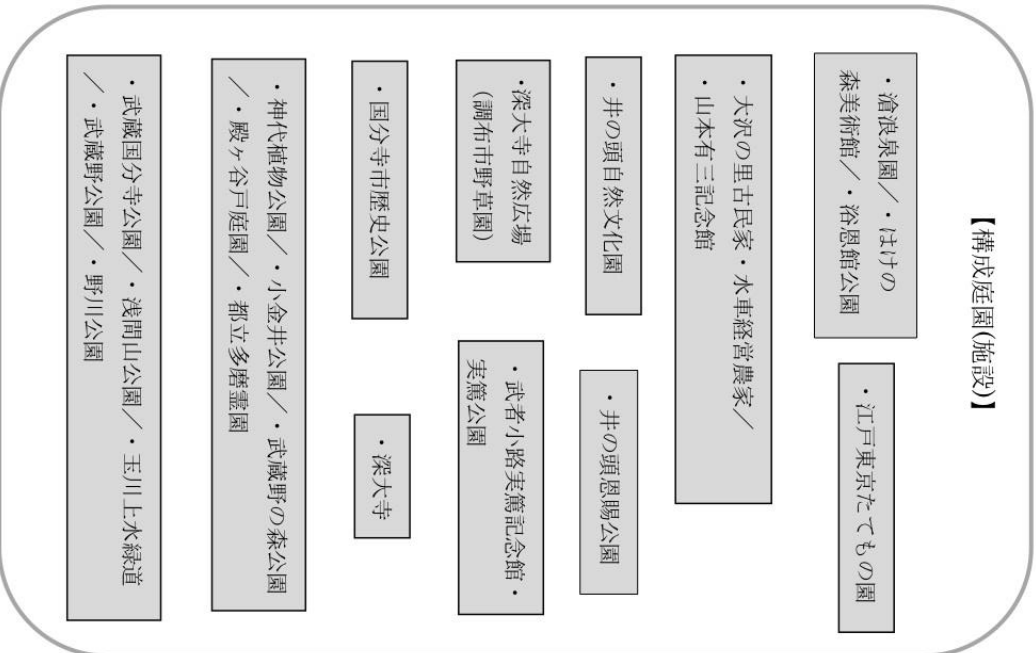 【構成庭園(施設)】
・滄浪泉園／・はけの
森美術館／・浴恩館公園
・江戸東京たてもの園
・大沢の里古民家・水車経営農家／
・山本有三記念館
・井の頭自然文化園
・井の頭恩賜公園
・深大寺自然広場
(調布市野草園)
・武者小路実篤記念館・
実篤公園
・国分寺市歴史公園
・深大寺
・神代植物公園／・小金井公園／・武蔵野の森公園
／・殿ヶ谷戸庭園／・都立多磨霊園
・武蔵国分寺公園／・浅間山公園／・玉川上水緑道
／・武蔵野公園／・野川公園